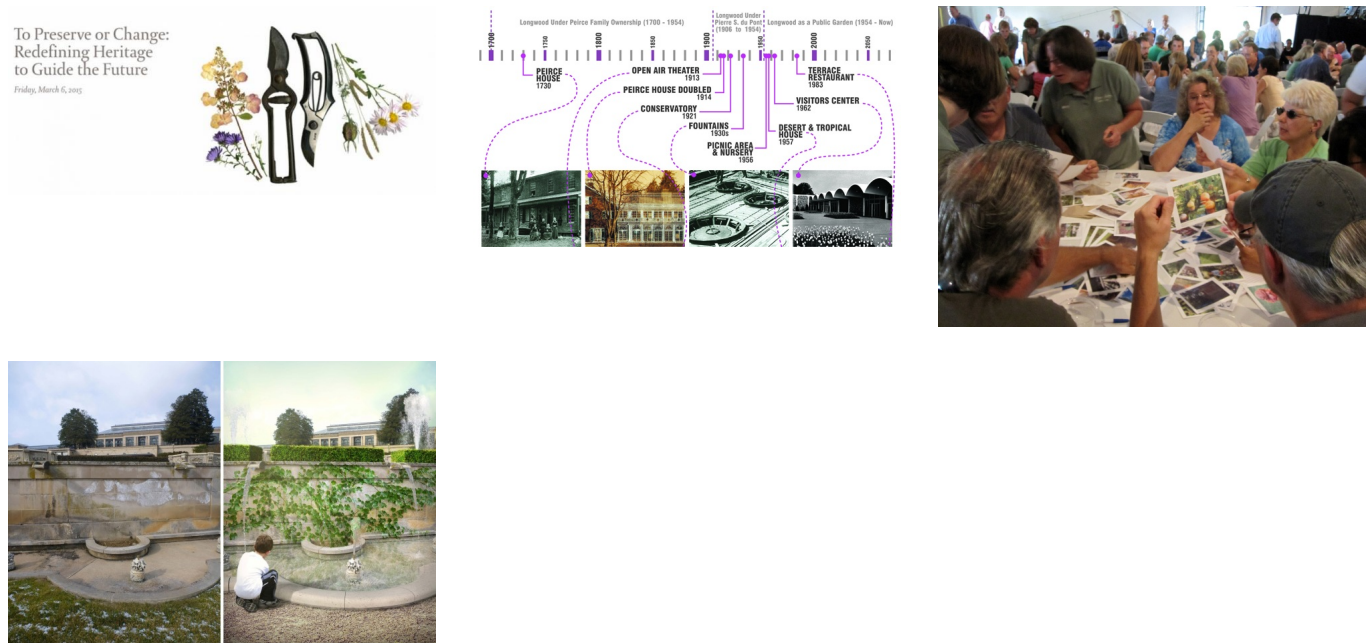 To Preserve or Change:
Redefining Heritage
to Guide the Future
Friday, March 6, 2015
Longwood Under Peirce Family Ownership (1700 - 1954)
Longwood Under
Pierre S. du Pont
(1906 to 1954)
Longwood as a Public Garden (1954 - Now)
1700
1750
1800
1850
1900
1950
2000
2050
PEIRCE
HOUSE
1730
OPEN AIR THEATER
1913
PEIRCE HOUSE DOUBLED
1914
CONSERVATORY
1921
FOUNTAINS
1930s
PICNIC AREA
& NURSERY
1956
TERRACE
RESTAURANT
1983
VISITORS CENTER
1962
DESERT & TROPICAL
HOUSE
1957